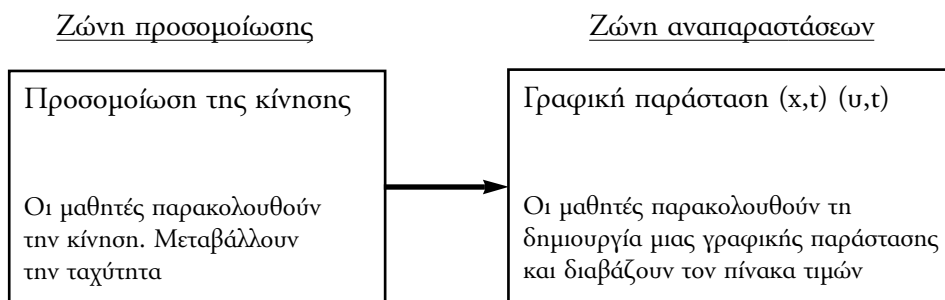 Ζώνη προσομοίωσης
Ζώνη αναπαραστάσεων
Προσομοίωση της κίνησης
Οι μαθητές παρακολουθούν
την κίνηση. Μεταβάλλουν
την ταχύτητα
Γραφική παράσταση (x,t) (υ,t)
Οι μαθητές παρακολουθούν τη
δημιουργία μιας γραφικής παράστασης
και διαβάζουν τον πίνακα τιμών